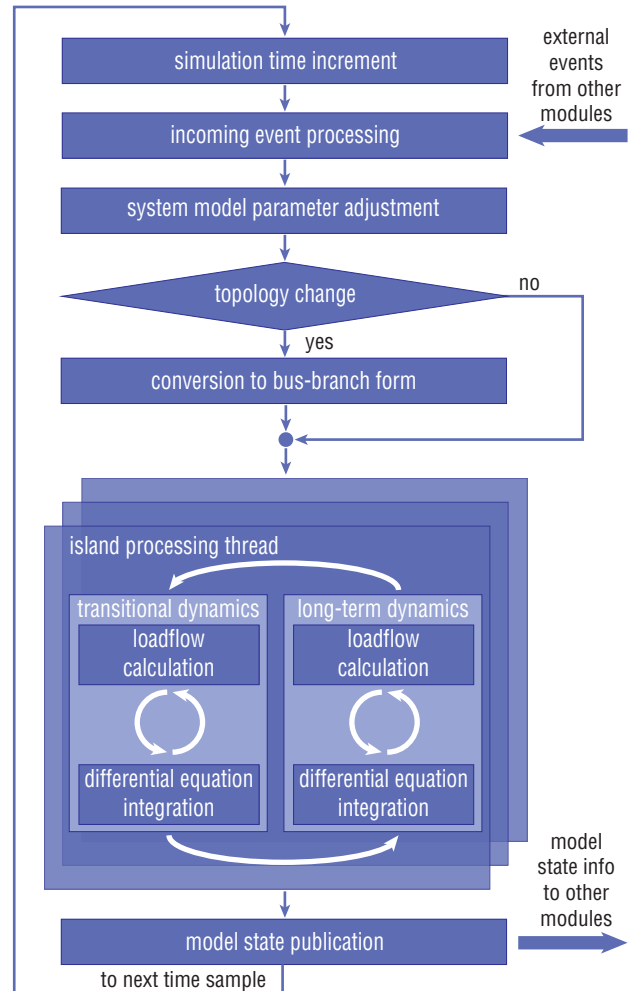 simulation time increment
external
events
from other
modules
incoming event processing
system model parameter adjustment
topology change
no
yes
conversion to bus-branch form
island processing thread
transitional dynamics
loadflow
calculation
differential equation
integration
long-term dynamics
loadflow
calculation
differential equation
integration
model
state info
to other
modules
model state publication
to next time sample